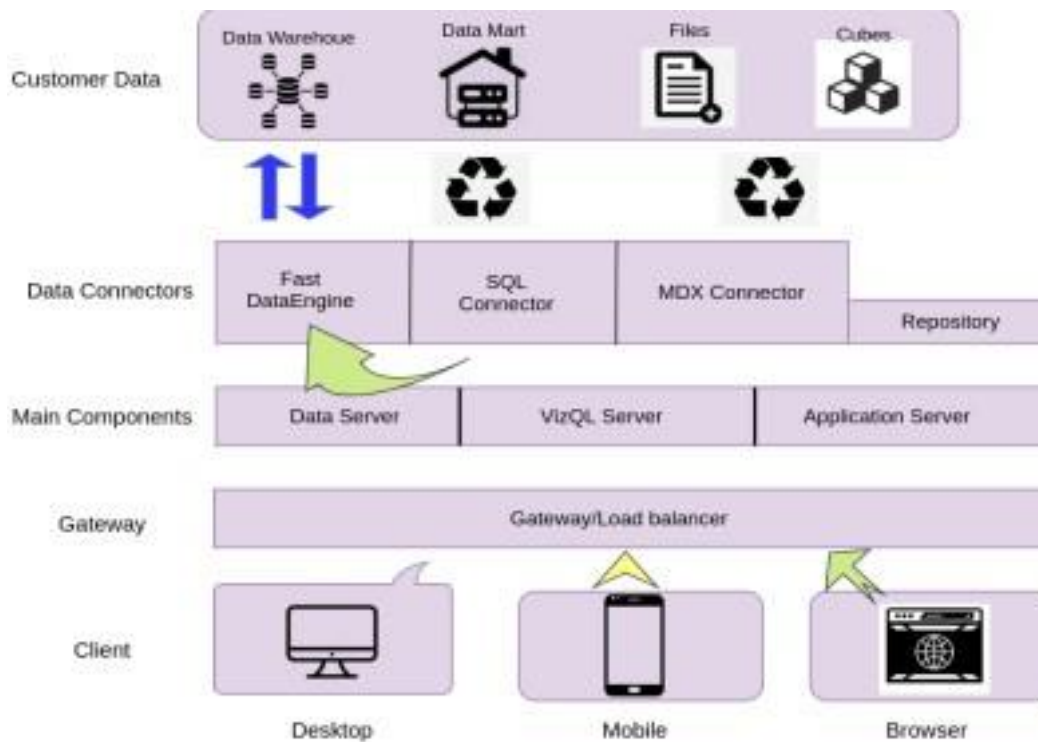 Data Warehoue
Data Mart
Files
Cubes
Customer Data
Data Connectors
Fast
DataEngine
SQL
Connector
MDX Connector
Repository
Main Components
Data Server
VizQL Server
Application Server
Gateway
Gateway/Load balancer
Client
Desktop
Mobile
Browser